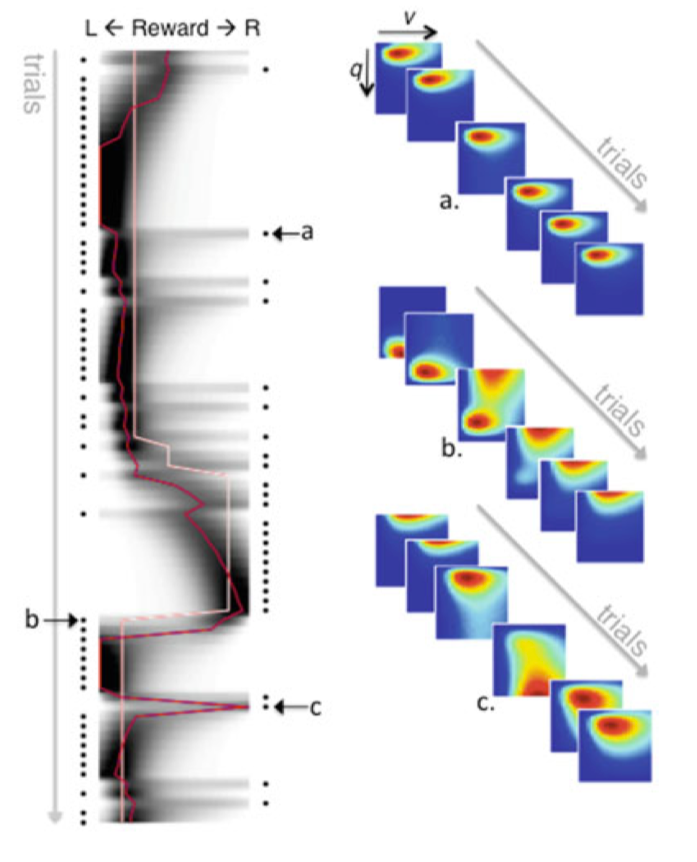 L ← Reward → R
trials
a
b
c
v
q
trials
a.
trials
b.
trials
c.